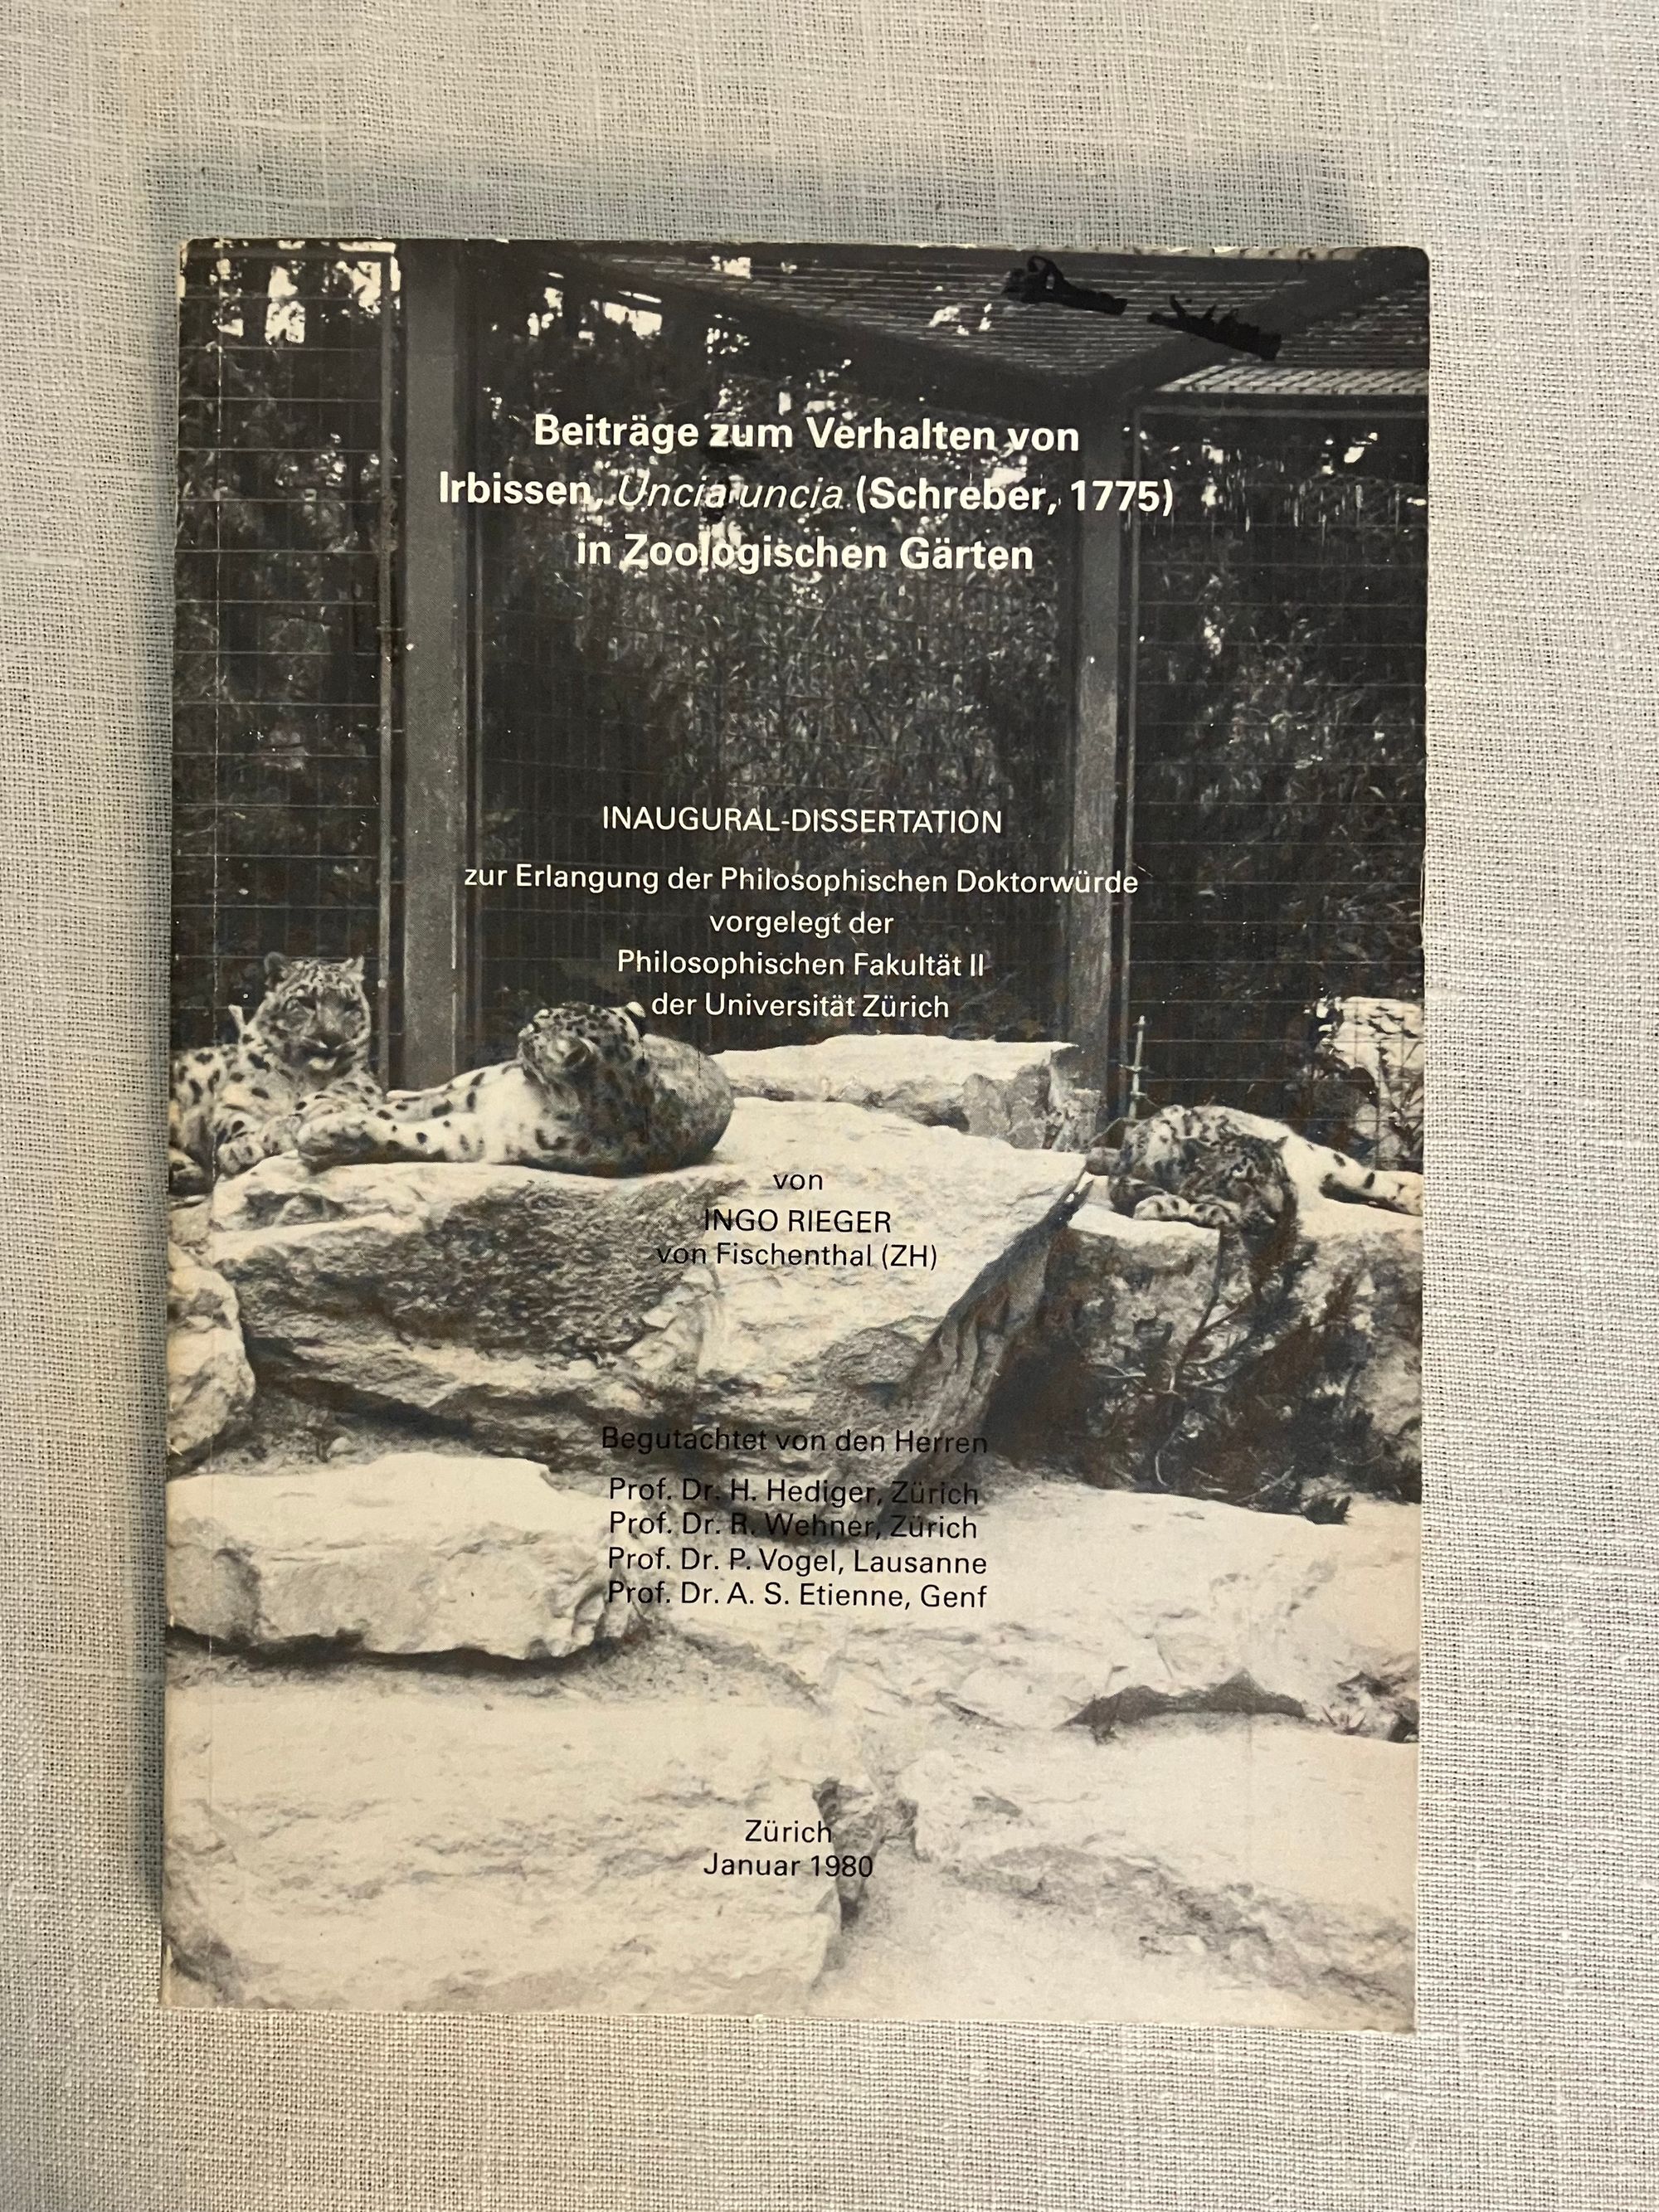 Beiträge zum Verhalten von
Irbissen, Uncia uncia (Schreber, 1775)
in Zoologischen Gärten
INAUGURAL-DISSERTATION
zur Erlangung der Philosophischen Doktorwürde
vorgelegt der
Philosophischen Fakultät II
der Universität Zürich
von
INGO RIEGER
von Fischenthal (ZH)
Begutachtet von den Herren
Prof. Dr. H. Hediger, Zürich
Prof. Dr. R. Wehner, Zürich
Prof. Dr. P. Vogel, Lausanne
Prof. Dr. A. S. Etienne, Genf
Zürich
Januar 1980